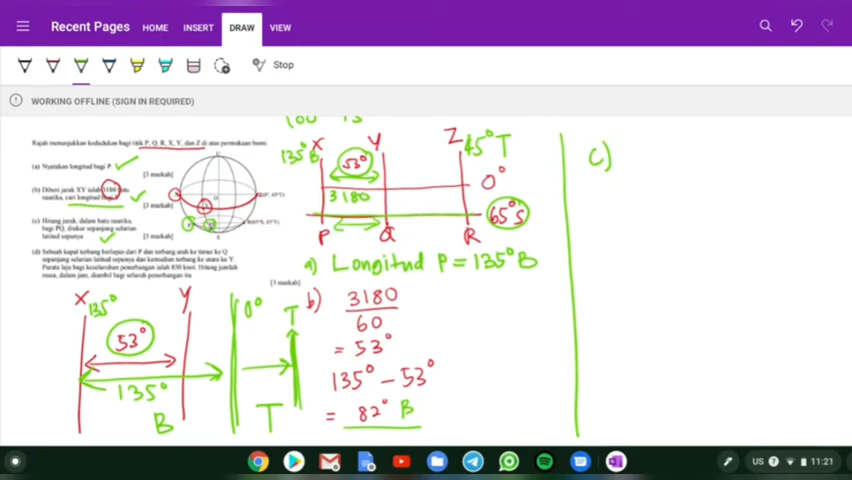 Recent Pages
HOME
INSERT
DRAW
VIEW
Stop
WORKING OFFLINE (SIGN IN REQUIRED)
Rajah menunjukkan kedudukan bagi titik P, Q, R, X, Y, dan Z di atas permukaan bumi.
(a) Nyatakan longitud bagi P
[3 markah]
(b) Diberi jarak XY ialah 3180 batu
nautika, cari longitud bagi Y
[3 markah]
(c) Hitung jarak, dalam batu nautika,
bagi PQ, diukur sepanjang selarian
latitud sepunya
[3 markah]
(d) Sebuah kapal terbang berlepas dari P dan terbang arah ke timur ke Q
sepanjang selarian latitud sepunya dan kemudian terbang ke utara ke Y.
Purata laju bagi keseluruhan penerbangan ialah 850 knot. Hitung jumlah
masa, dalam jam, diambil bagi seluruh penerbangan itu
[3 markah]
X Y Z 45°T
135°B
53°
3180
0°
65°S
P Q R
a) Longitud P = 135°B
b) 3180
60
= 53°
135° - 53°
= 82° B
X 135° Y
53°
135°
B
0°
T
T
c)
US
11:21